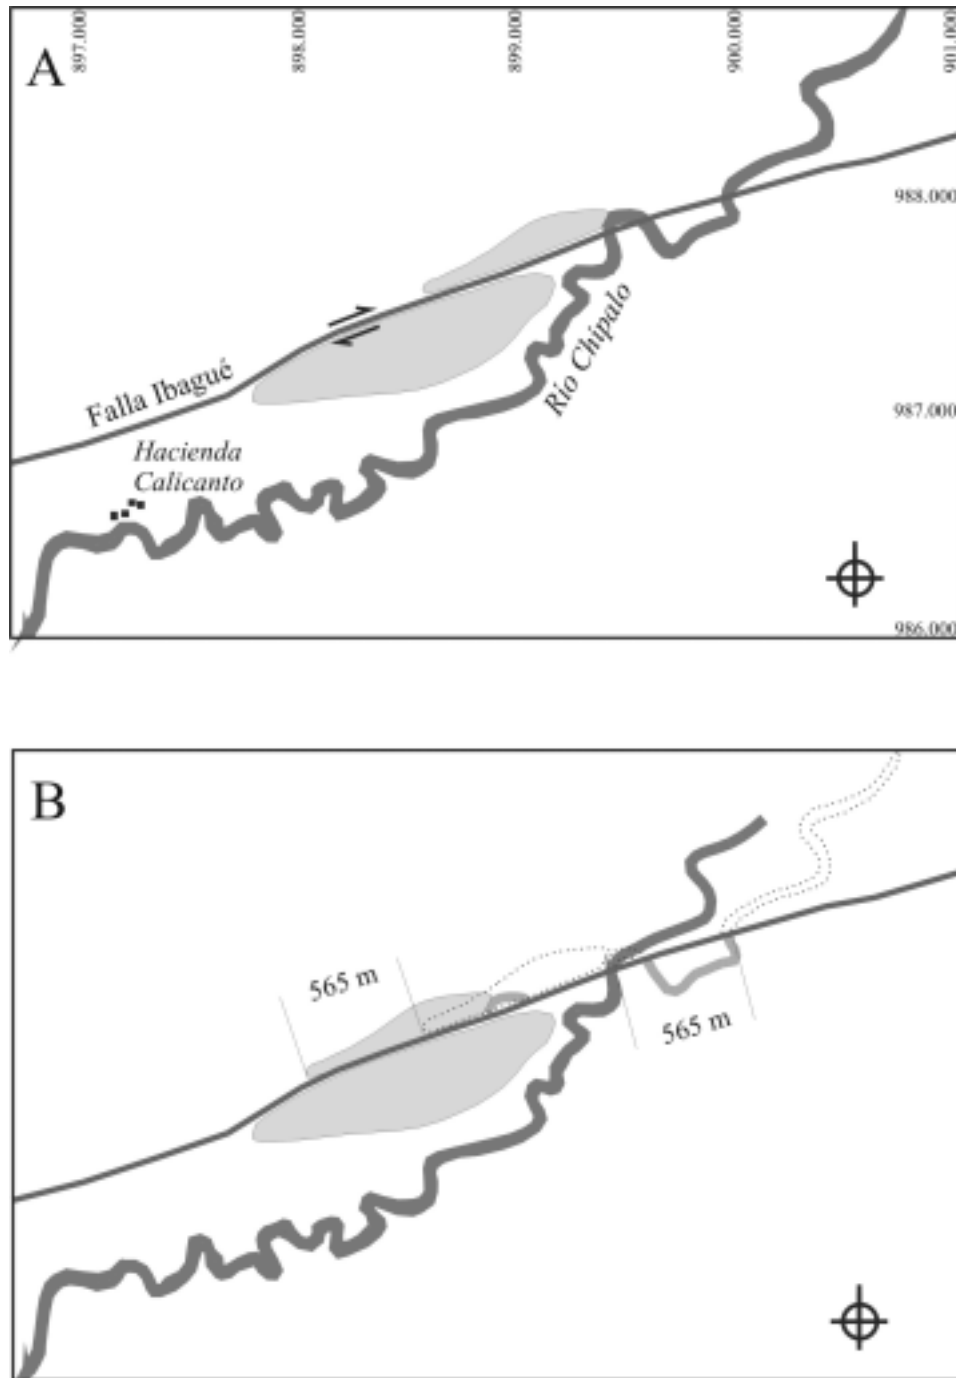 A
897.000
898.000
899.000
900.000
901.000
988.000
Río Chipalo
Falla Ibagué
987.000
Hacienda
Calicanto
986.000
B
565 m
565 m